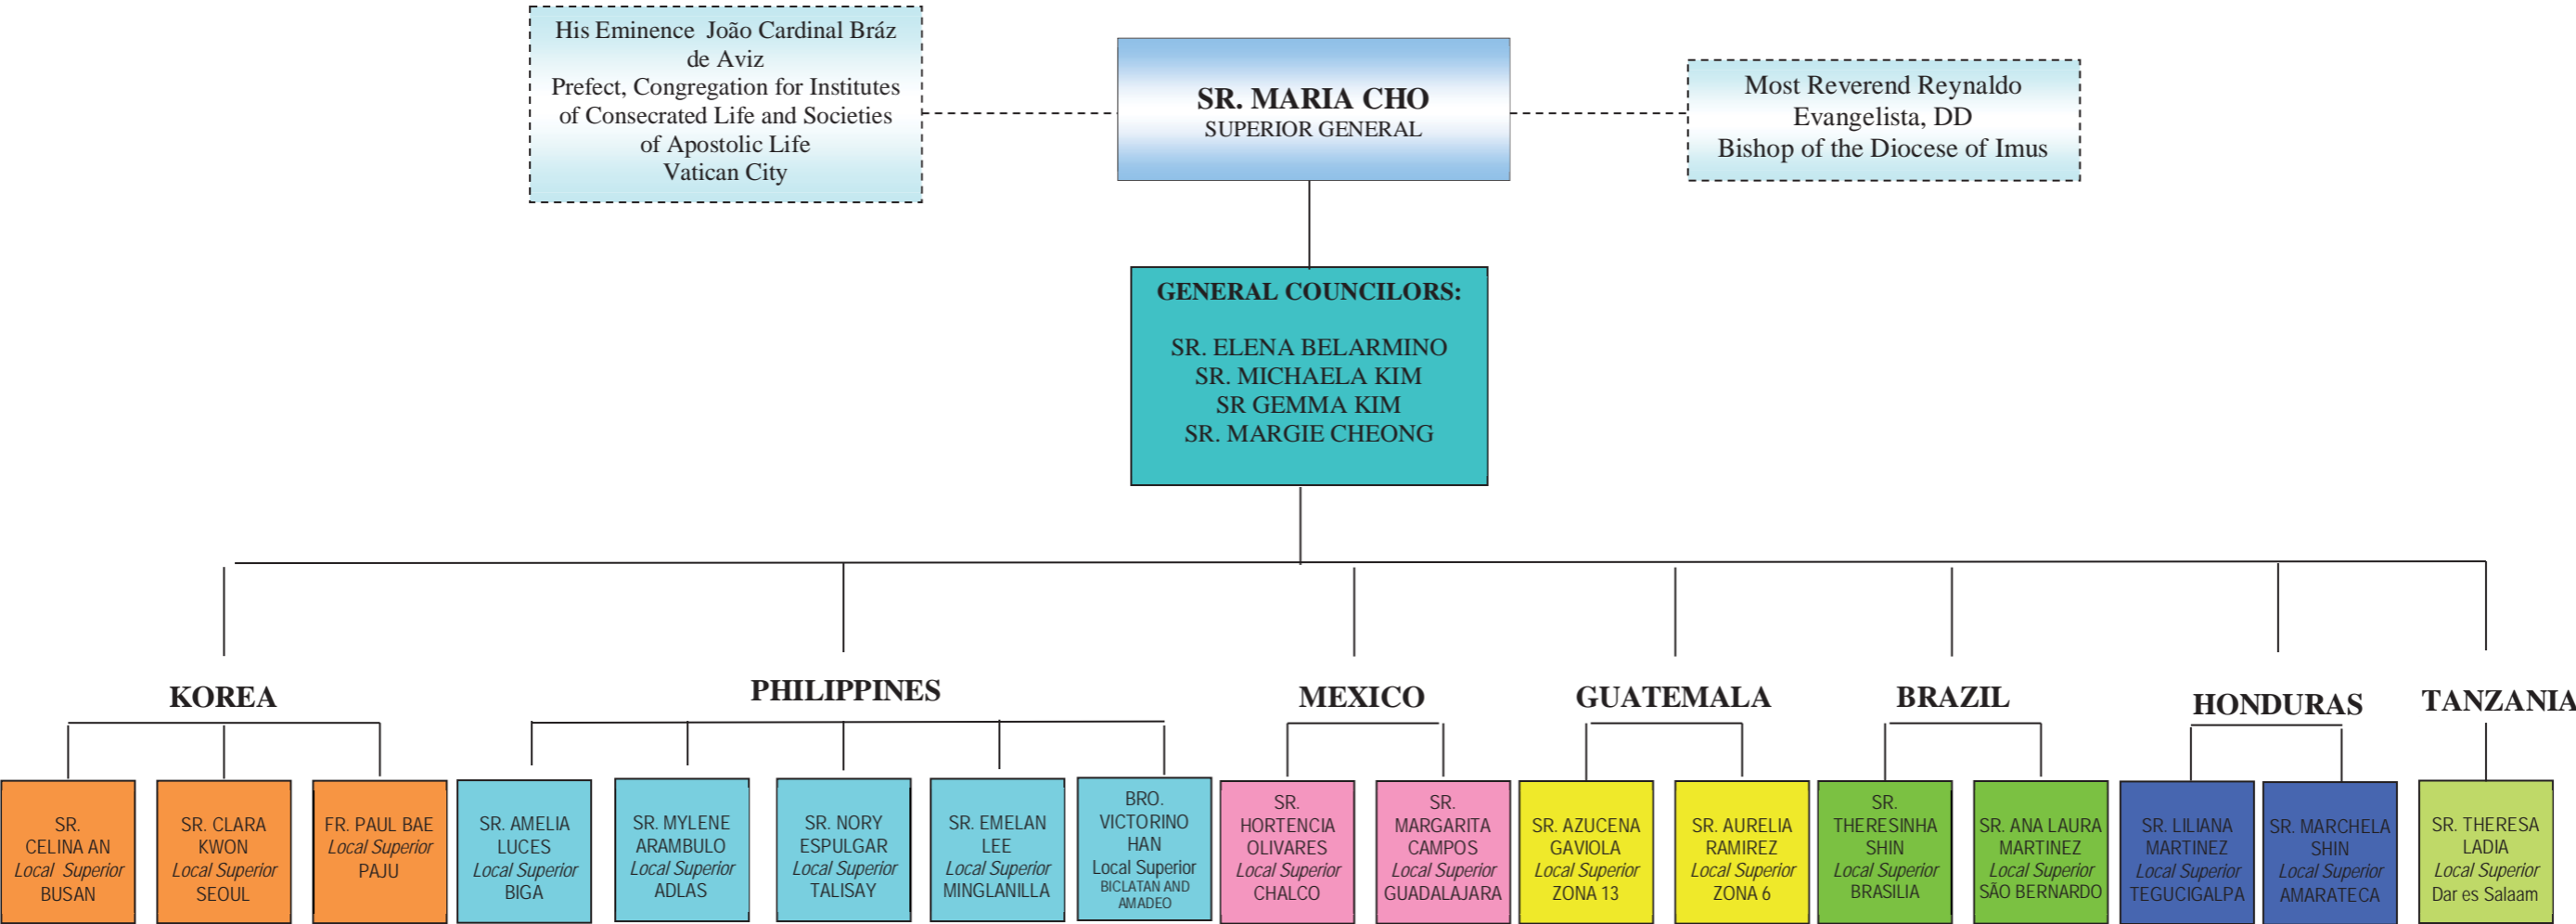 His Eminence João Cardinal Bráz
de Aviz
Prefect, Congregation for Institutes
of Consecrated Life and Societies
of Apostolic Life
Vatican City
SR. MARIA CHO
SUPERIOR GENERAL
Most Reverend Reynaldo
Evangelista, DD
Bishop of the Diocese of Imus
GENERAL COUNCILORS:
SR. ELENA BELARMINO
SR. MICHAELA KIM
SR GEMMA KIM
SR. MARGIE CHEONG
KOREA
SR.
CELINA AN
Local Superior
BUSAN
SR. CLARA
KWON
Local Superior
SEOUL
FR. PAUL BAE
Local Superior
PAJU
PHILIPPINES
SR. AMELIA
LUCES
Local Superior
BIGA
SR. MYLENE
ARAMBULO
Local Superior
ADLAS
SR. NORY
ESPULGAR
Local Superior
TALISAY
SR. EMELAN
LEE
Local Superior
MINGLANILLA
BRO.
VICTORINO
HAN
Local Superior
BICLATAN AND
AMADEO
MEXICO
SR.
HORTENCIA
OLIVARES
Local Superior
CHALCO
SR.
MARGARITA
CAMPOS
Local Superior
GUADALAJARA
GUATEMALA
SR. AZUCENA
GAVIOLA
Local Superior
ZONA 13
SR. AURELIA
RAMIREZ
Local Superior
ZONA 6
BRAZIL
SR.
THERESINHA
SHIN
Local Superior
BRASILIA
SR. ANA LAURA
MARTINEZ
Local Superior
SÃO BERNARDO
HONDURAS
SR. LILIANA
MARTINEZ
Local Superior
TEGUCIGALPA
SR. MARCHELA
SHIN
Local Superior
AMARATECA
TANZANIA
SR. THERESA
LADIA
Local Superior
Dar es Salaam